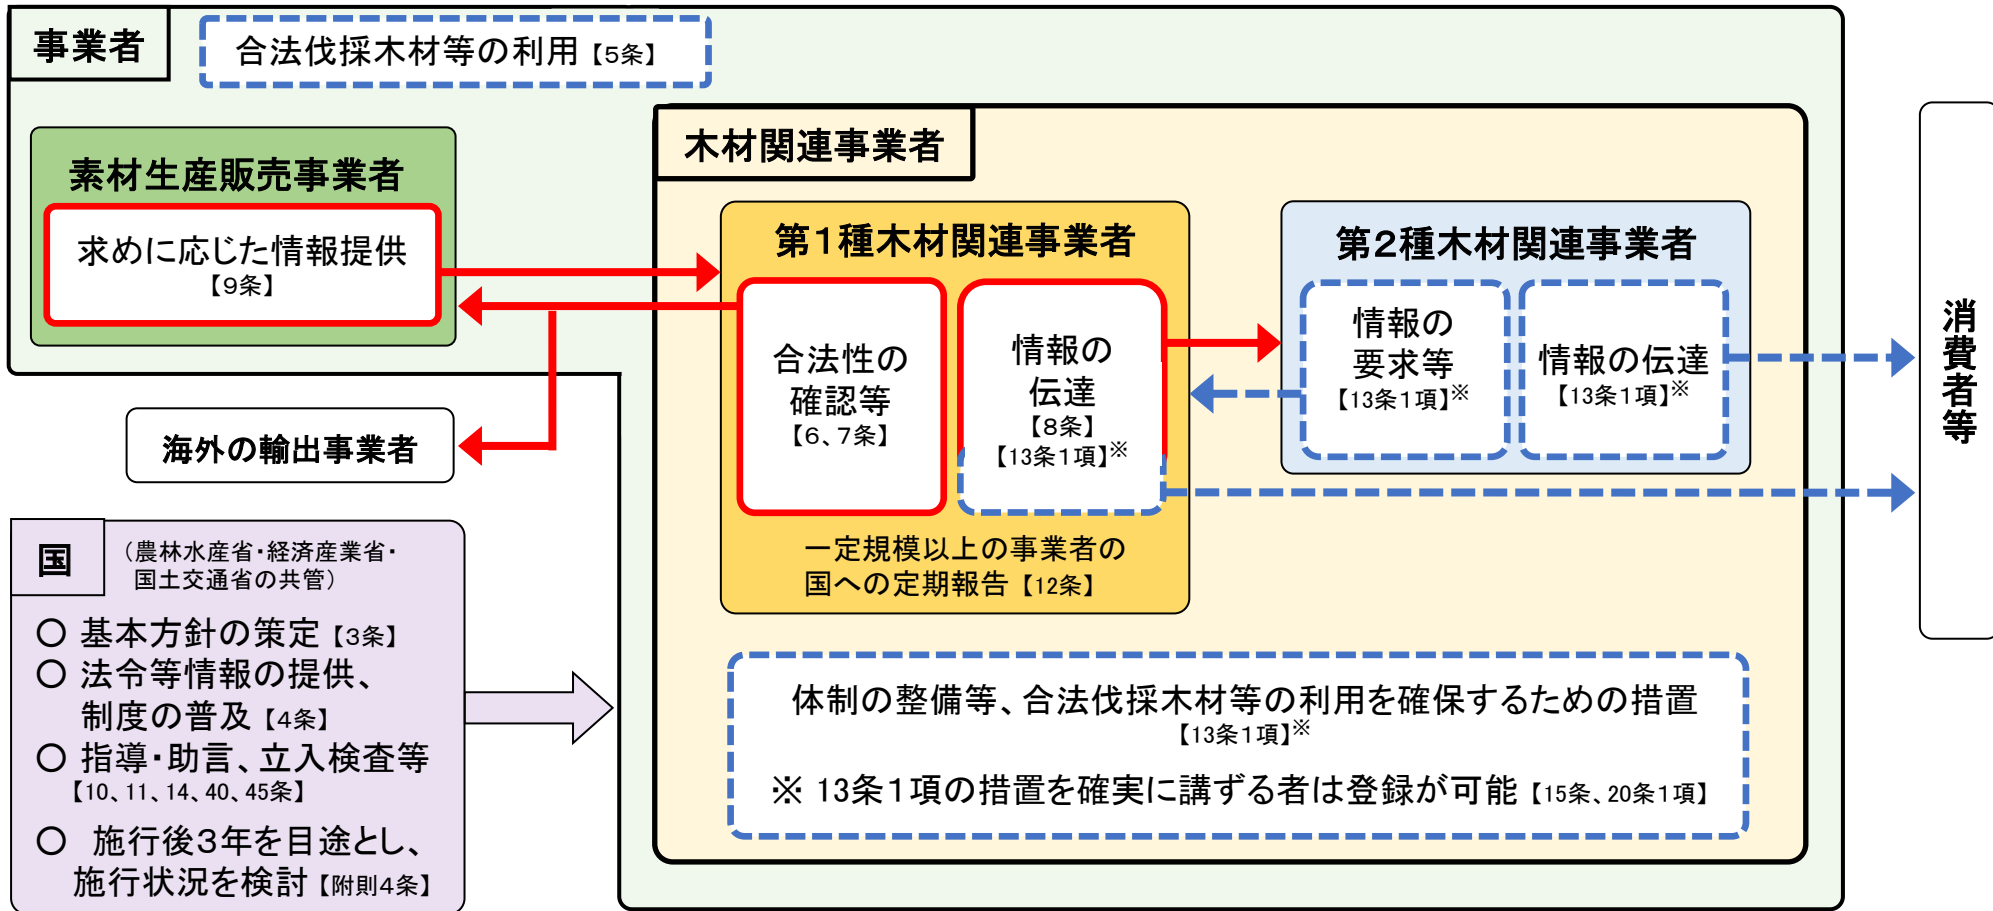 事業者
合法伐採木材等の利用【5条】
素材生産販売事業者
求めに応じた情報提供
【9条】
海外の輸出事業者
木材関連事業者
第1種木材関連事業者
合法性の
確認等
【6、7条】
情報の
伝達
【8条】
【13条1項】※
一定規模以上の事業者の
国への定期報告【12条】
第2種木材関連事業者
情報の
要求等
【13条1項】※
情報の伝達
【13条1項】※
体制の整備等、合法伐採木材等の利用を確保するための措置
【13条1項】※
※ 13条1項の措置を確実に講ずる者は登録が可能【15条、20条1項】
消費者等
国
（農林水産省・経済産業省・
国土交通省の共管）
〇 基本方針の策定【3条】
〇 法令等情報の提供、
制度の普及【4条】
〇 指導・助言、立入検査等
【10、11、14、40、45条】
〇 施行後3年を目途とし、
施行状況を検討【附則4条】